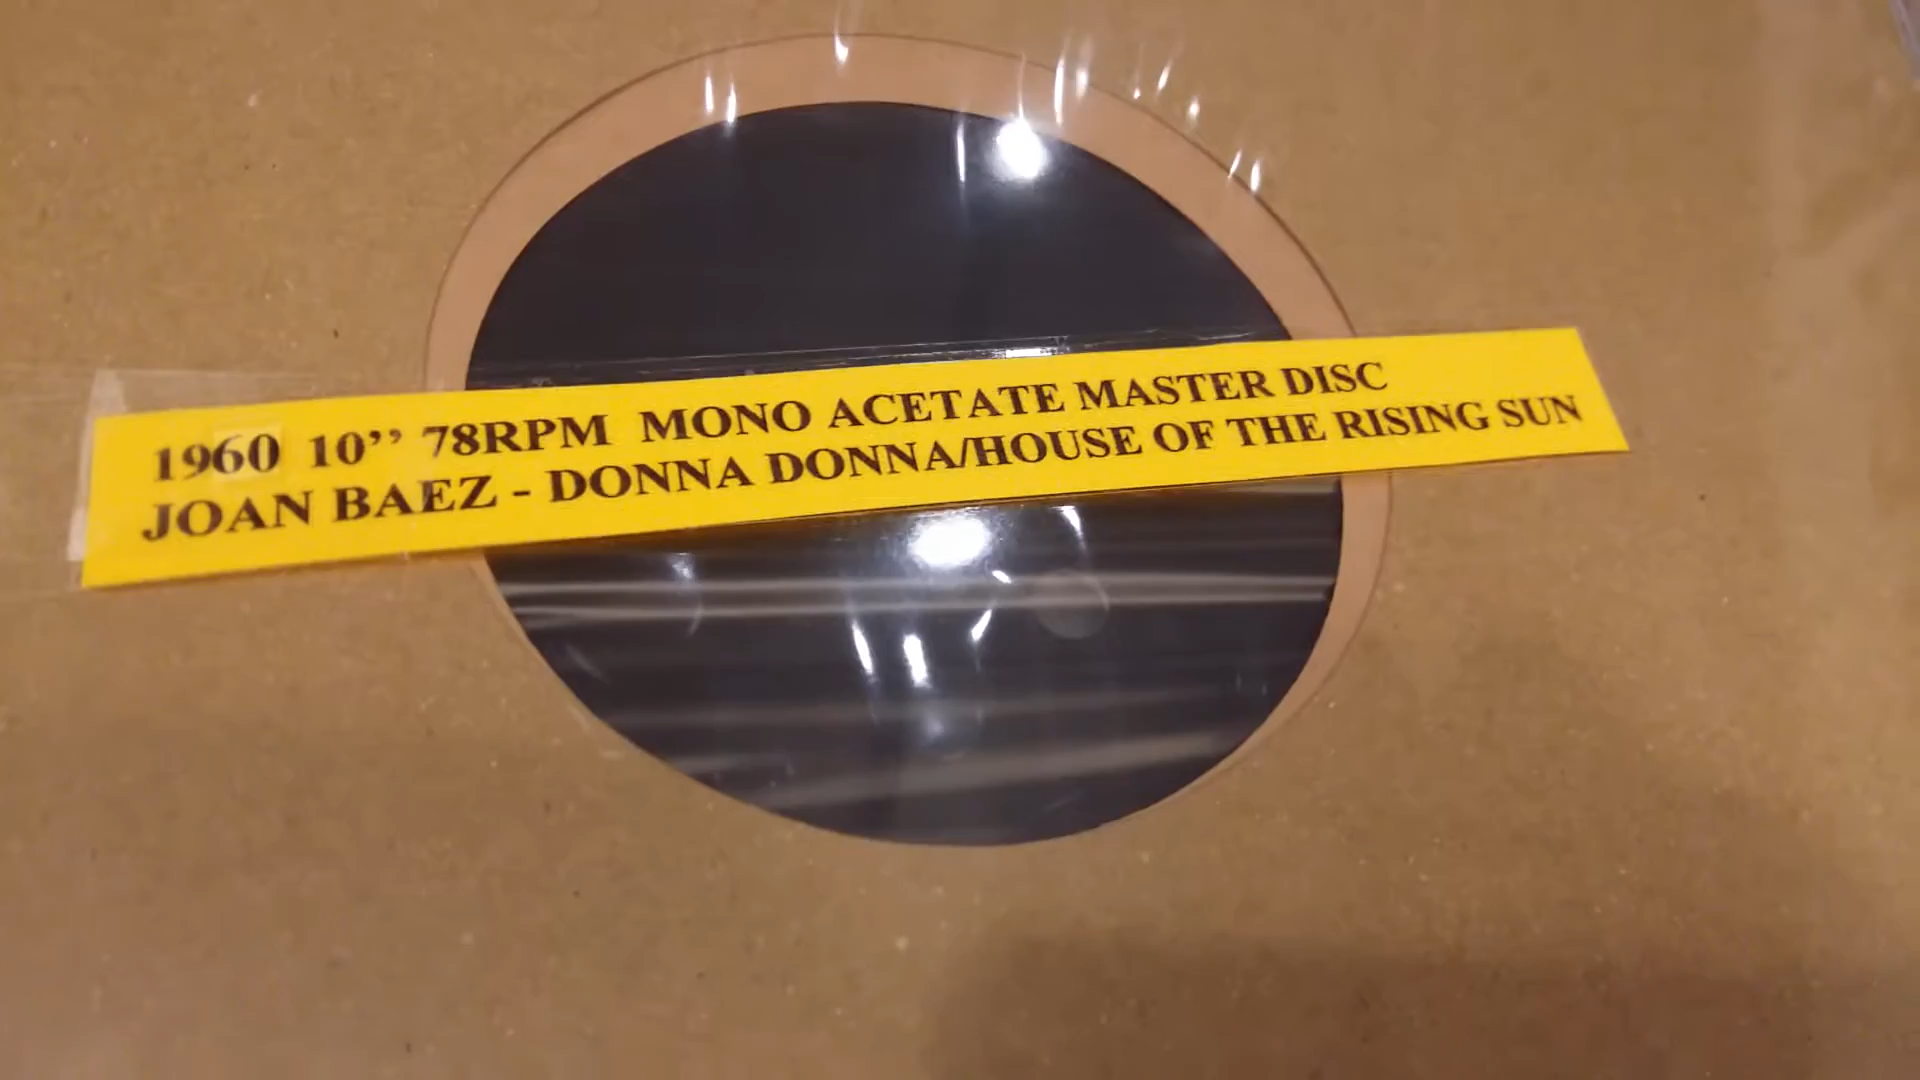 1960 10’’ 78RPM MONO ACETATE MASTER DISC
JOAN BAEZ - DONNA DONNA/HOUSE OF THE RISING SUN